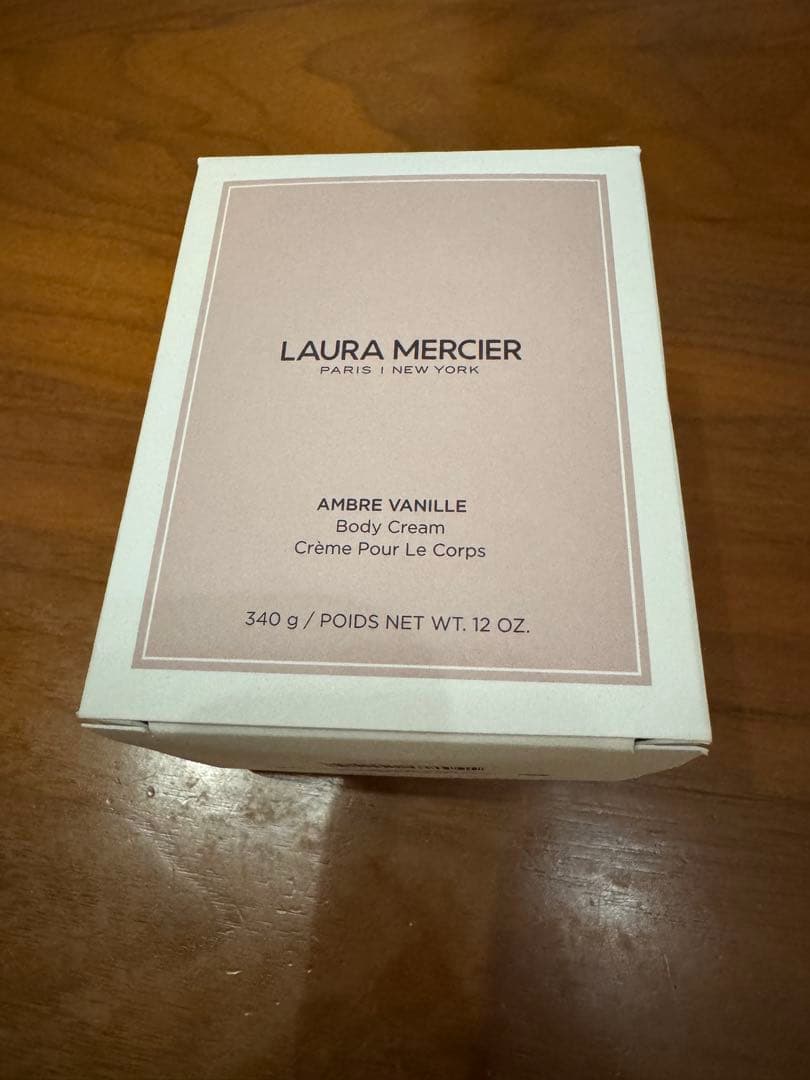 LAURA MERCIER
PARIS | NEW YORK
AMBRE VANILLE
Body Cream
Crème Pour Le Corps
340 g / POIDS NET WT. 12 OZ.